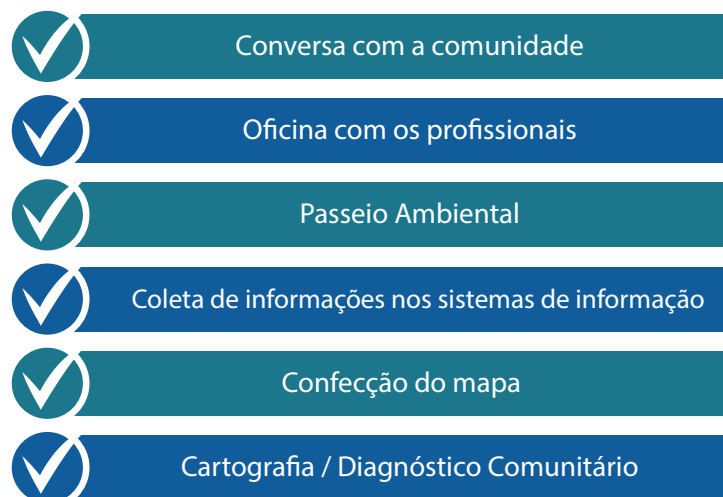 Conversa com a comunidade
Oficina com os profissionais
Passeio Ambiental
Coleta de informações nos sistemas de informação
Confecção do mapa
Cartografia / Diagnóstico Comunitário